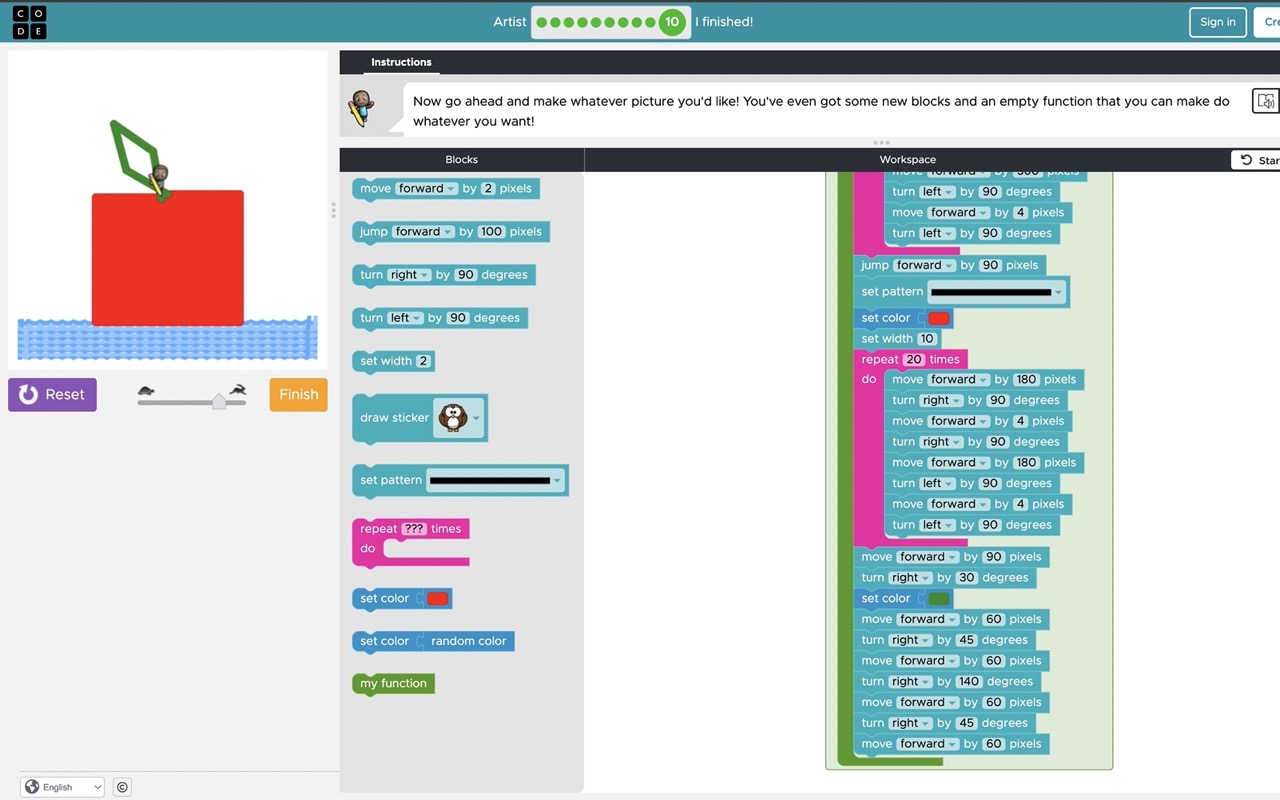 C O
D E
Artist
10
I finished!
Sign in
Instructions
Now go ahead and make whatever picture you'd like! You've even got some new blocks and an empty function that you can make do
whatever you want!
Blocks
Workspace
Reset
Finish
move forward by 2 pixels
jump forward by 100 pixels
turn right by 90 degrees
turn left by 90 degrees
set width 2
draw sticker
set pattern
repeat ??? times
do
set color
set color random color
my function
turn left by 90 degrees
move forward by 4 pixels
turn left by 90 degrees
jump forward by 90 pixels
set pattern
set color
set width 10
repeat 20 times
do move forward by 180 pixels
turn right by 90 degrees
move forward by 4 pixels
turn right by 90 degrees
move forward by 180 pixels
turn left by 90 degrees
move forward by 4 pixels
turn left by 90 degrees
move forward by 90 pixels
turn right by 30 degrees
set color
move forward by 60 pixels
turn right by 45 degrees
move forward by 60 pixels
turn right by 140 degrees
move forward by 60 pixels
turn right by 45 degrees
move forward by 60 pixels
English
©